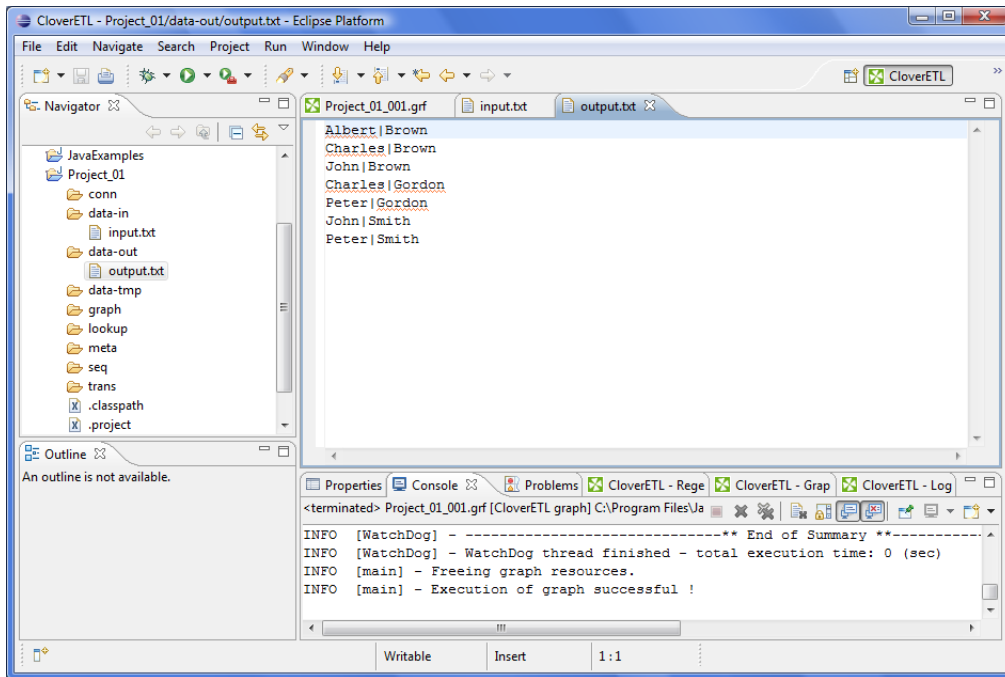 CloverETL - Project_01/data-out/output.txt - Eclipse Platform
File Edit Navigate Search Project Run Window Help
CloverETL
Navigator
JavaExamples
Project_01
conn
data-in
input.txt
data-out
output.txt
data-tmp
graph
lookup
meta
seq
trans
.classpath
.project
Outline
An outline is not available.
Project_01_001.grf input.txt output.txt
Albert|Brown
Charles|Brown
John|Brown
Charles|Gordon
Peter|Gordon
John|Smith
Peter|Smith
Properties Console Problems CloverETL - Rege CloverETL - Grap CloverETL - Log
<terminated> Project_01_001.grf [CloverETL graph] C:\Program Files\Ja
INFO [WatchDog] - --------------------------------** End of Summary **-----------
INFO [WatchDog] - WatchDog thread finished - total execution time: 0 (sec)
INFO [main] - Freeing graph resources.
INFO [main] - Execution of graph successful !
Writable Insert 1:1